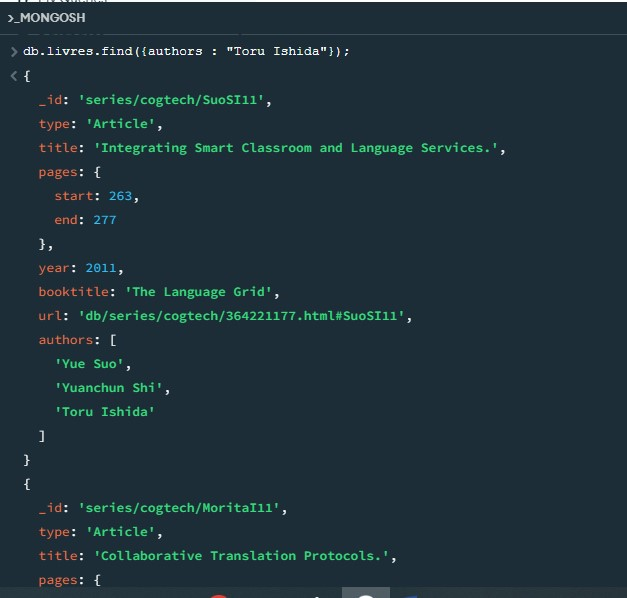 >_MONGOSH
> db.livres.find({authors : "Toru Ishida"});
< {
_id: 'series/cogtech/SuoSI11',
type: 'Article',
title: 'Integrating Smart Classroom and Language Services.',
pages: {
start: 263,
end: 277
},
year: 2011,
booktitle: 'The Language Grid',
url: 'db/series/cogtech/364221177.html#SuoSI11',
authors: [
'Yue Suo',
'Yuanchun Shi',
'Toru Ishida'
]
}
{
_id: 'series/cogtech/MoritaI11',
type: 'Article',
title: 'Collaborative Translation Protocols.',
pages: {